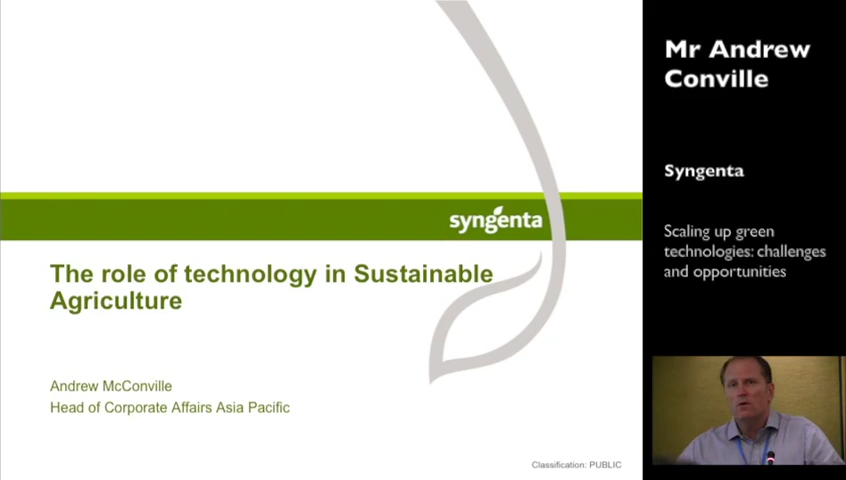 syngenta
The role of technology in Sustainable
Agriculture
Andrew McConville
Head of Corporate Affairs Asia Pacific
Classification: PUBLIC
Mr Andrew
Conville
Syngenta
Scaling up green
technologies: challenges
and opportunities